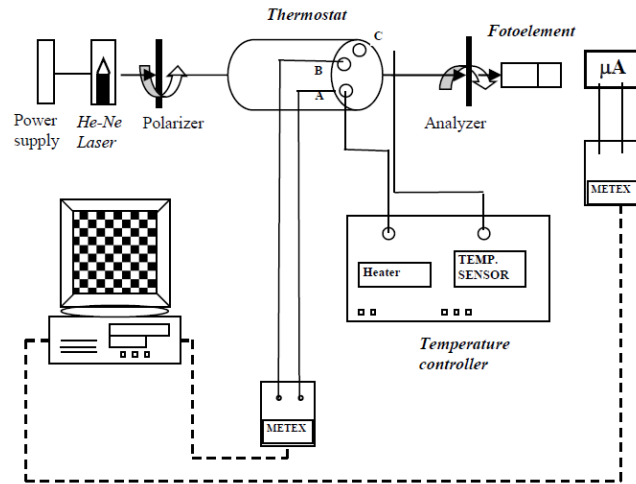 Thermostat
Fotoelement
C
B
A
µA
Power
supply
He-Ne
Laser
Polarizer
Analyzer
METEX
Heater
TEMP.
SENSOR
Temperature
controller
METEX